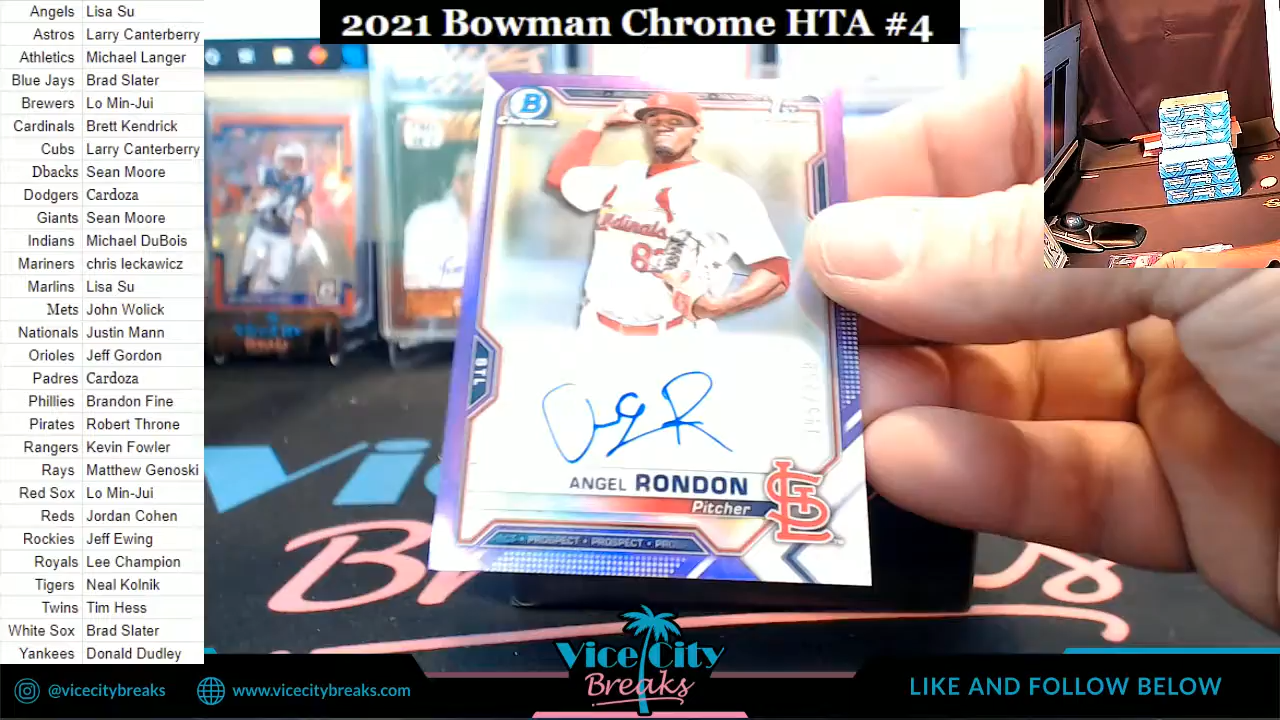 2021 Bowman Chrome HTA #4
Angels Lisa Su
Astros Larry Canterberry
Athletics Michael Langer
Blue Jays Brad Slater
Brewers Lo Min-Jui
Cardinals Brett Kendrick
Cubs Larry Canterberry
Dbacks Sean Moore
Dodgers Cardoza
Giants Sean Moore
Indians Michael DuBois
Mariners chris leckawicz
Marlins Lisa Su
Mets John Wolick
Nationals Justin Mann
Orioles Jeff Gordon
Padres Cardoza
Phillies Brandon Fine
Pirates Robert Throne
Rangers Kevin Fowler
Rays Matthew Genoski
Red Sox Lo Min-Jui
Reds Jordan Cohen
Rockies Jeff Ewing
Royals Lee Champion
Tigers Neal Kolnik
Twins Tim Hess
White Sox Brad Slater
Yankees Donald Dudley
B
Chrome
Cardinals
STL
ANGEL RONDON
Pitcher
PROSPECT • PROSPECT
Vice City
Breaks
@vicecitybreaks
www.vicecitybreaks.com
LIKE AND FOLLOW BELOW